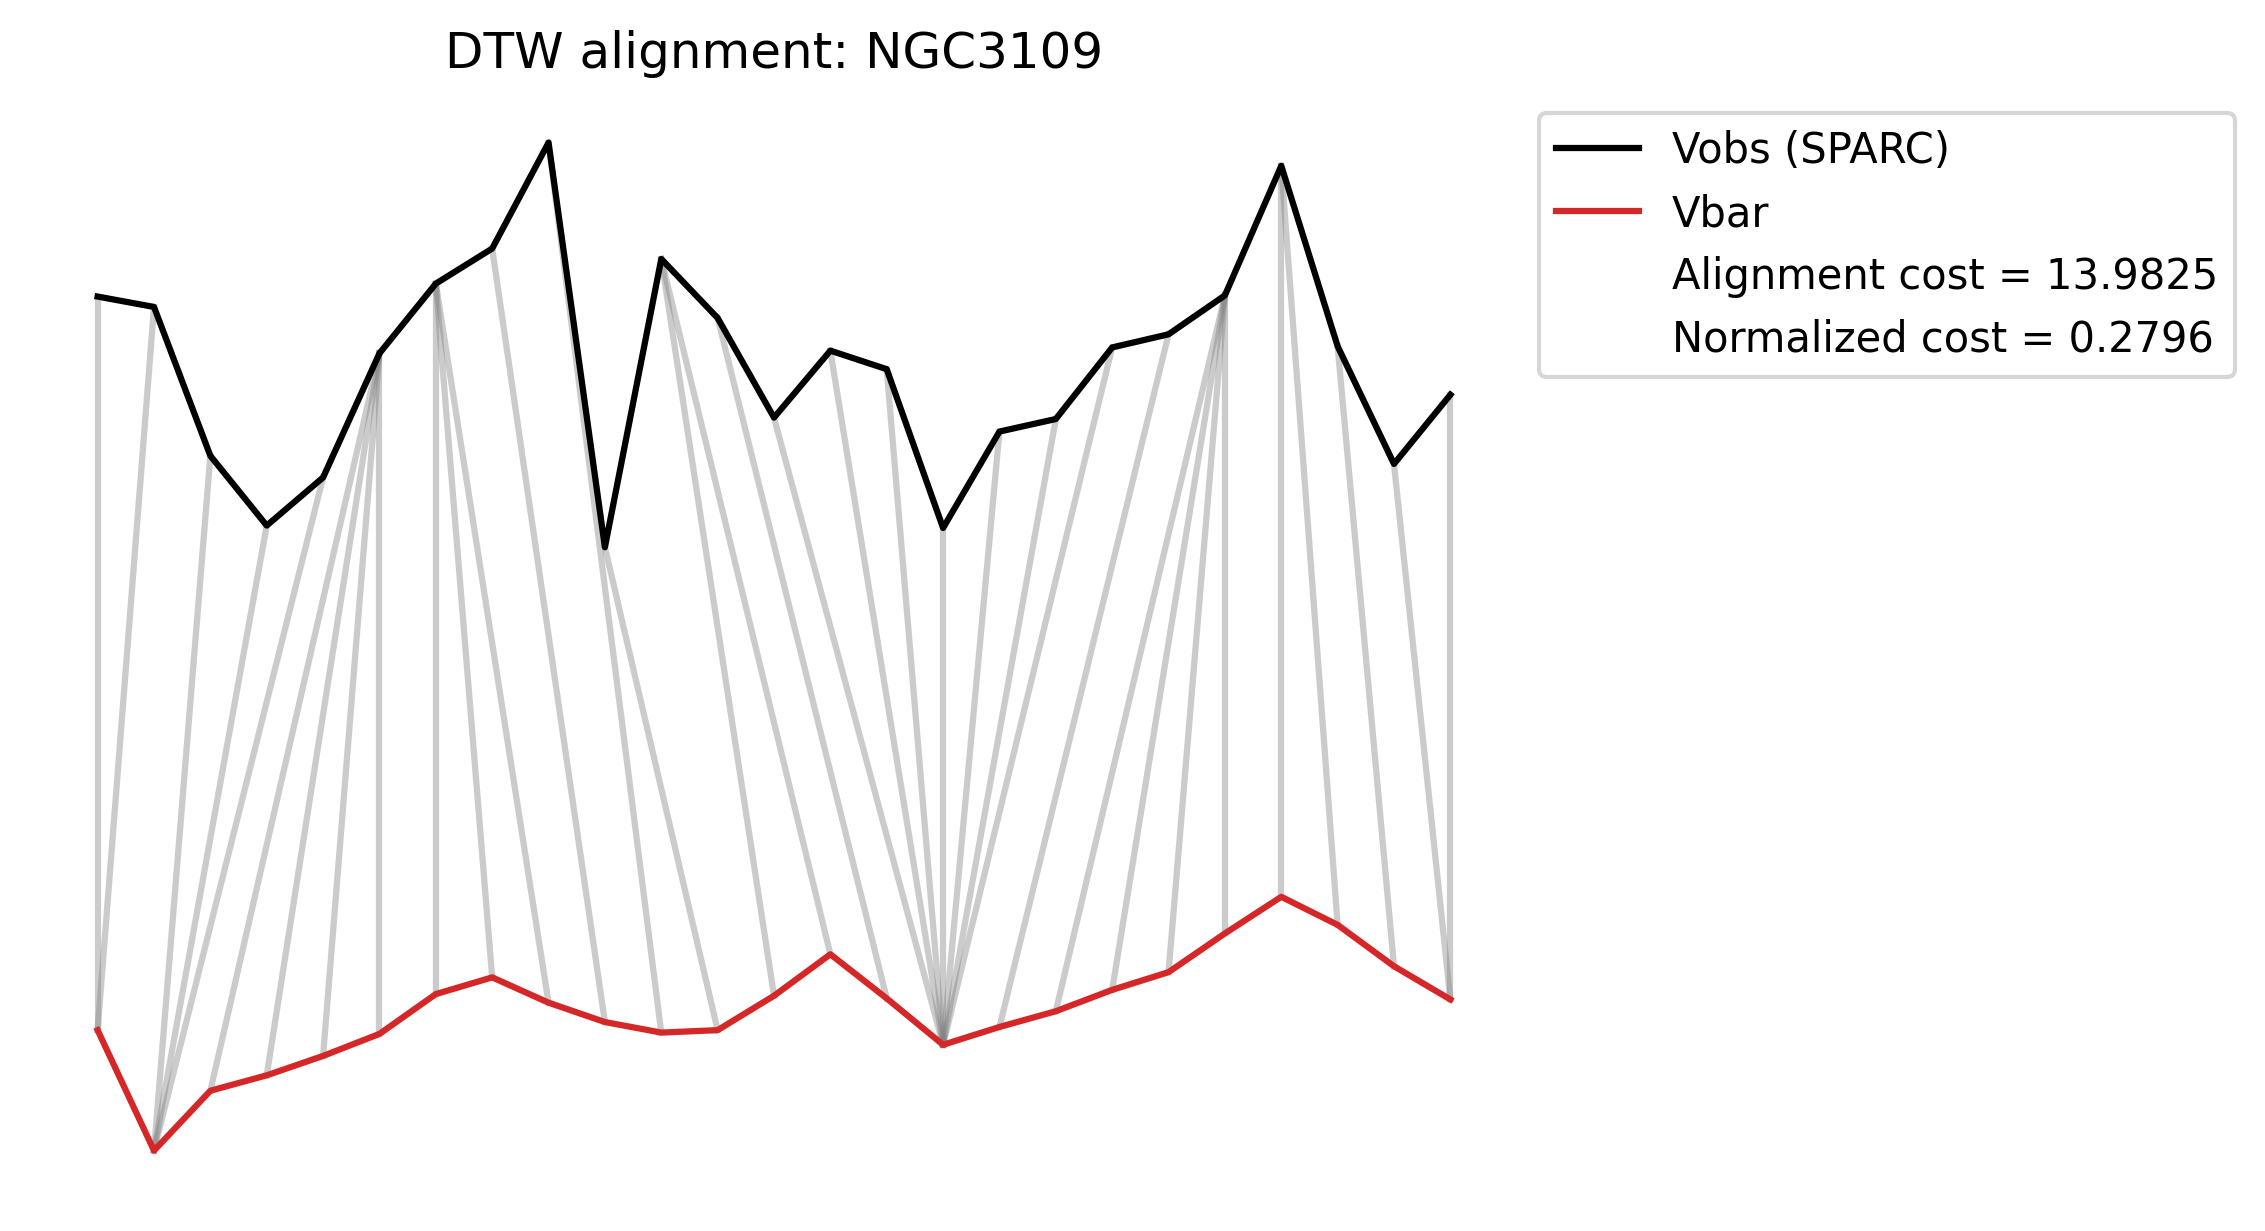 DTW alignment: NGC3109
Vobs (SPARC)
Vbar
Alignment cost = 13.9825
Normalized cost = 0.2796